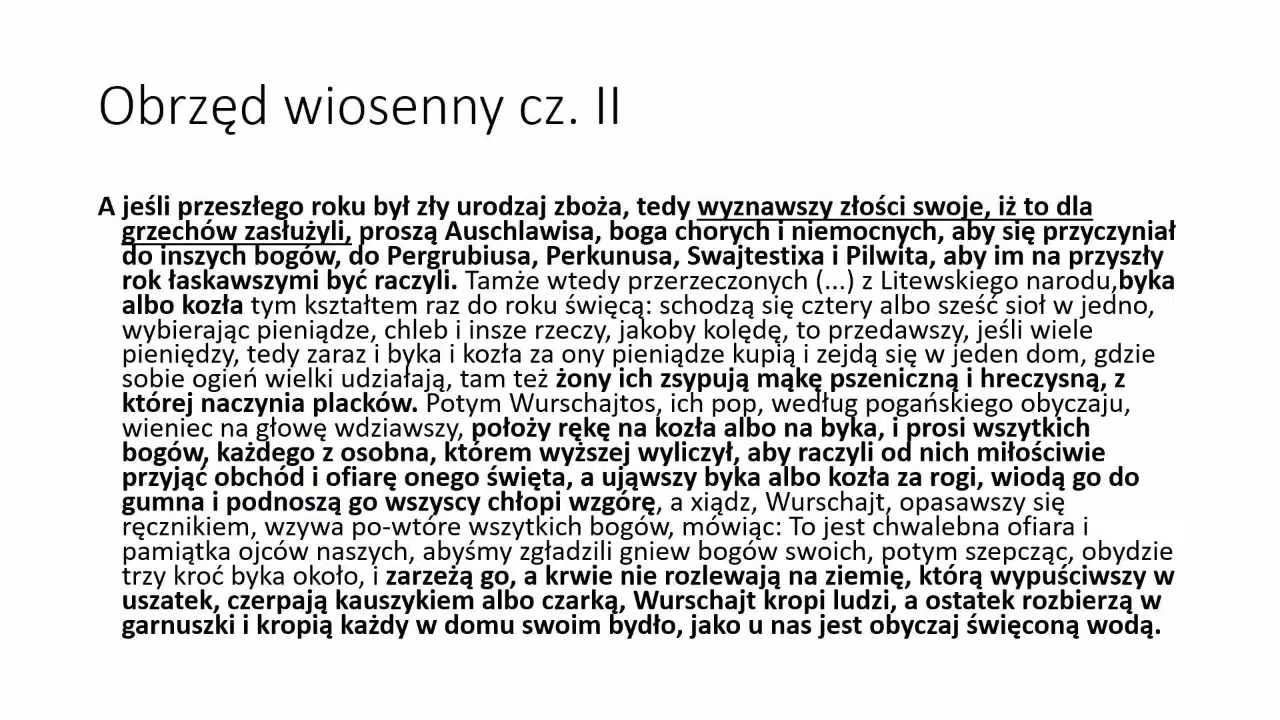 Obrzęd wiosenny cz. II
A jeśli przeszłego roku był zły urodzaj zboża, tedy wyznawszy złości swoje, iż to dla
grzechów zasłużyli, proszą Auschlawisa, boga chorych i niemocnych, aby się przyczyniał
do inszych bogów, do Pergrubiusa, Perkunusa, Swajtestixa i Pilwita, aby im na przyszły
rok łaskawszymi być raczyli. Tamże wtedy przerzeczonych (...) z Litewskiego narodu,byka
albo kozła tym kształtem raz do roku święcą: schodzą się cztery albo sześć sioł w jedno,
wybierając pieniądze, chleb i insze rzeczy, jakoby kolędę, to przedawszy, jeśli wiele
pieniędzy, tedy zaraz i byka i kozła za ony pieniądze kupią i zejdą się w jeden dom, gdzie
sobie ogień wielki udziałają, tam też żony ich zsypują mąkę pszeniczną i hreczysną, z
której naczynia placków. Potym Wurschajtos, ich pop, według pogańskiego obyczaju,
wieniec na głowę wdziawszy, położy rękę na kozła albo na byka, i prosi wszytkich
bogów, każdego z osobna, którem wyższej wyliczył, aby raczyli od nich miłościwie
przyjąć obchód i ofiarę onego święta, a ująwszy byka albo kozła za rogi, wiodą go do
gumna i podnoszą go wszyscy chłopi wzgórę, a xiądz, Wurschajt, opasawszy się
ręcznikiem, wzywa po-wtóre wszytkich bogów, mówiąc: To jest chwalebna ofiara i
pamiątka ojców naszych, abyśmy zgładzili gniew bogów swoich, potym szepcząc, obydzie
trzy kroć byka około, i zarzeżą go, a krwie nie rozlewają na ziemię, którą wypuściwszy w
uszatek, czerpają kauszykiem albo czarką, Wurschajt kropi ludzi, a ostatek rozbierzą w
garnuszki i kropią każdy w domu swoim bydło, jako u nas jest obyczaj święconą wodą.